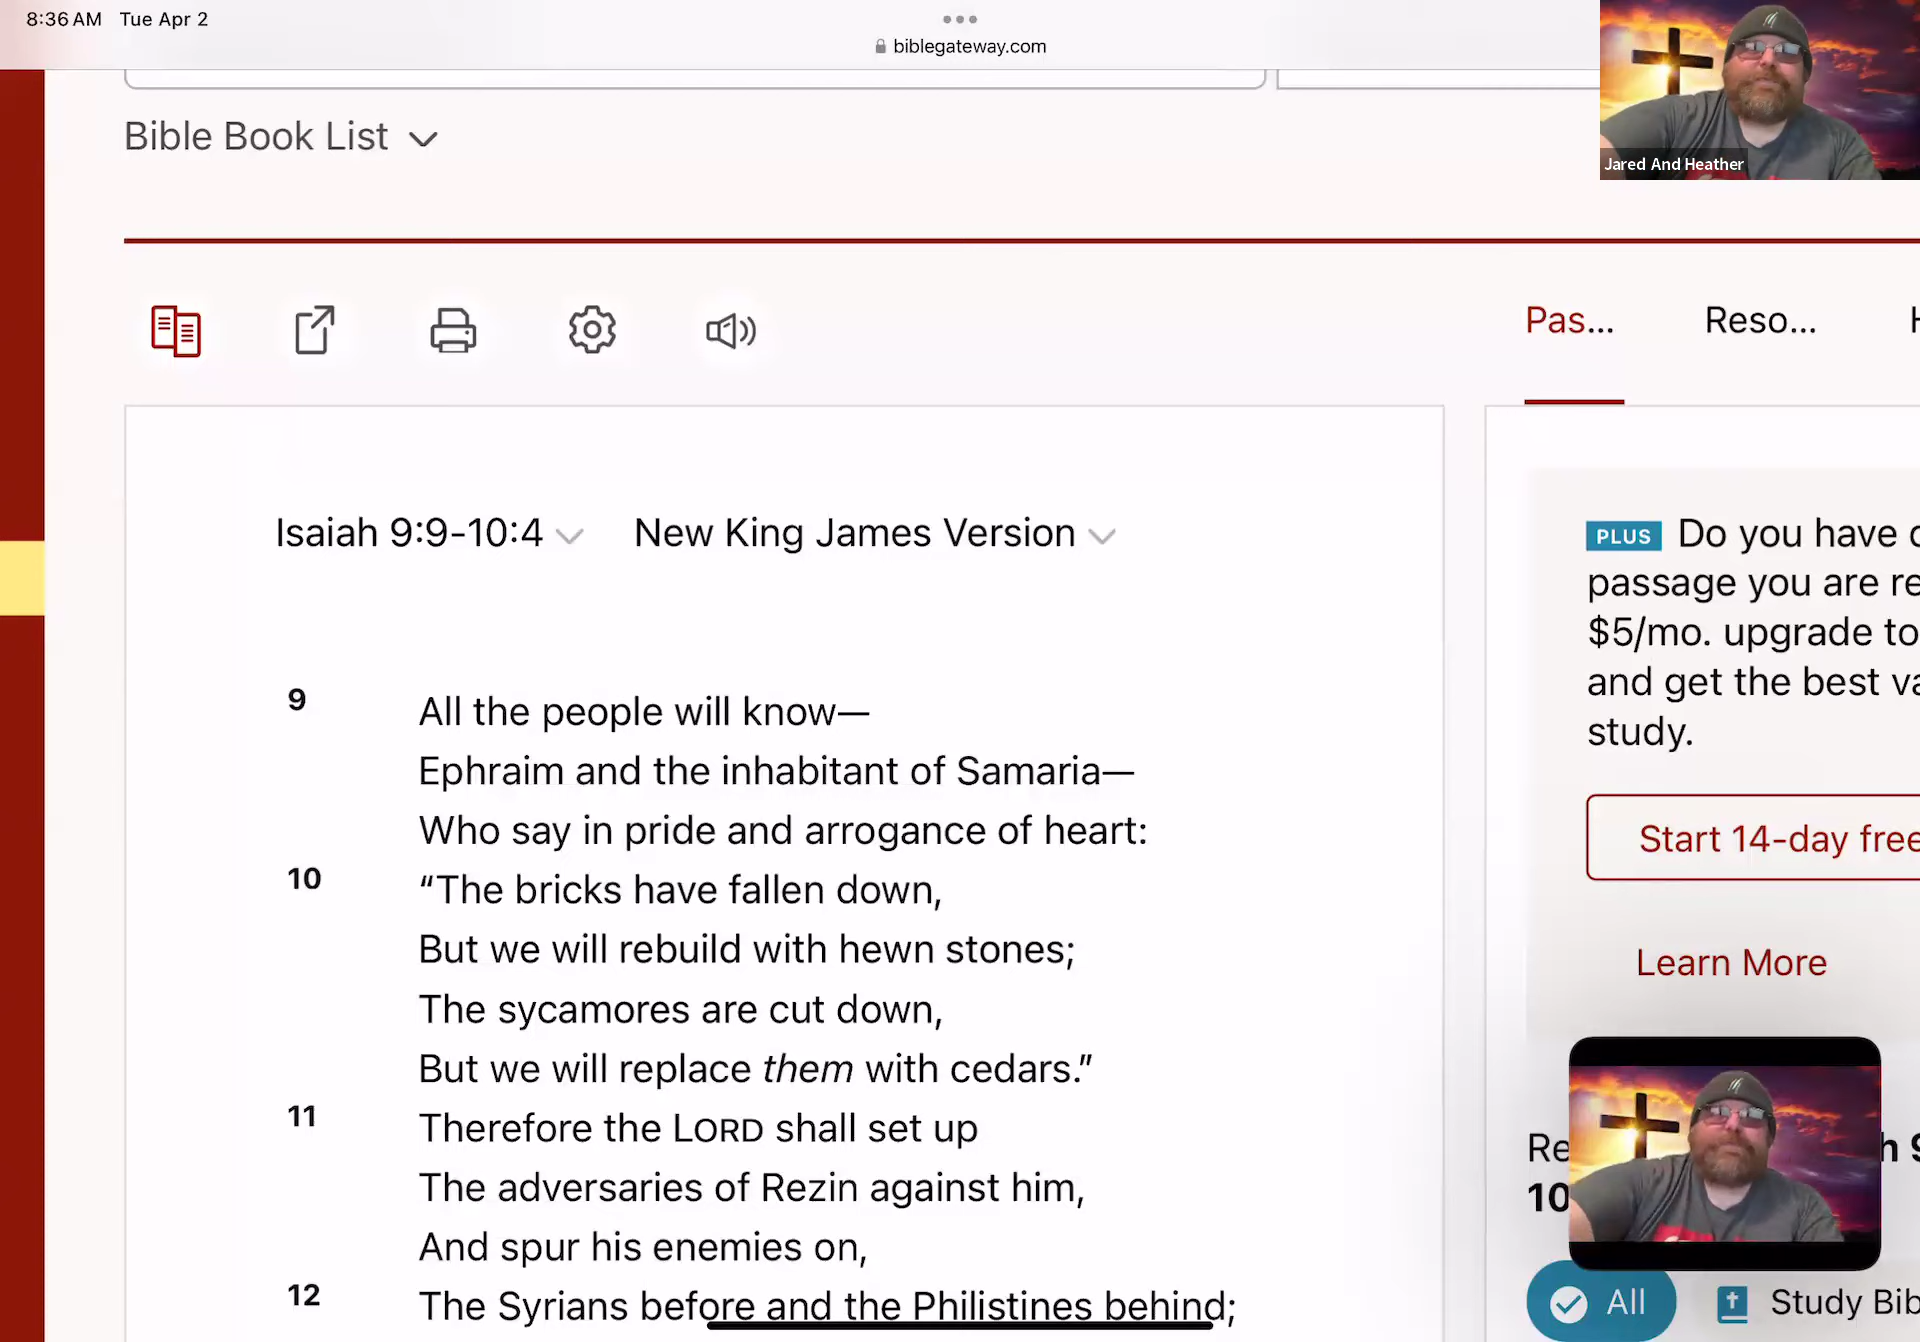 8:36 AM Tue Apr 2
biblegateway.com
Jared And Heather
Bible Book List
Pas... Reso...
Isaiah 9:9-10:4 New King James Version
9 All the people will know—
Ephraim and the inhabitant of Samaria—
Who say in pride and arrogance of heart:
10 “The bricks have fallen down,
But we will rebuild with hewn stones;
The sycamores are cut down,
But we will replace them with cedars.”
11 Therefore the LORD shall set up
The adversaries of Rezin against him,
And spur his enemies on,
12 The Syrians before and the Philistines behind;
PLUS Do you have
passage you are
$5/mo. upgrade to
and get the best
study.
Start 14-day free
Learn More
10
All Study